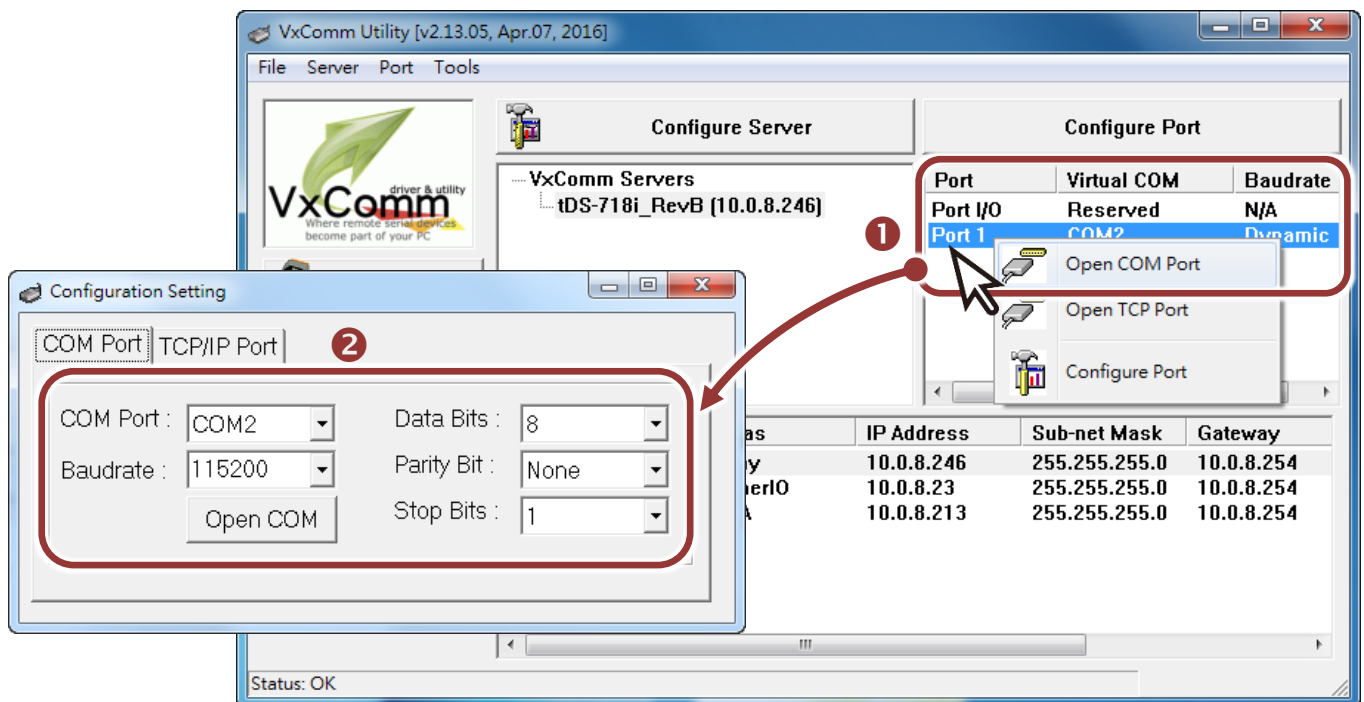 VxComm Utility [v2.13.05, Apr.07, 2016]
File Server Port Tools
VxComm
driver & utility
Where remote serial devices
become part of your PC
Configure Server
Configure Port
VxComm Servers
tDS-718i_RevB (10.0.8.246)
Port Virtual COM Baudrate
Port I/O Reserved N/A
Port 1 COM2 Dynamic
1
Open COM Port
Open TCP Port
Configure Port
Configuration Setting
COM Port TCP/IP Port
2
COM Port : COM2 Data Bits : 8
Baudrate : 115200 Parity Bit : None
Open COM Stop Bits : 1
as IP Address Sub-net Mask Gateway
y 10.0.8.246 255.255.255.0 10.0.8.254
nerIO 10.0.8.23 255.255.255.0 10.0.8.254
10.0.8.213 255.255.255.0 10.0.8.254
Status: OK